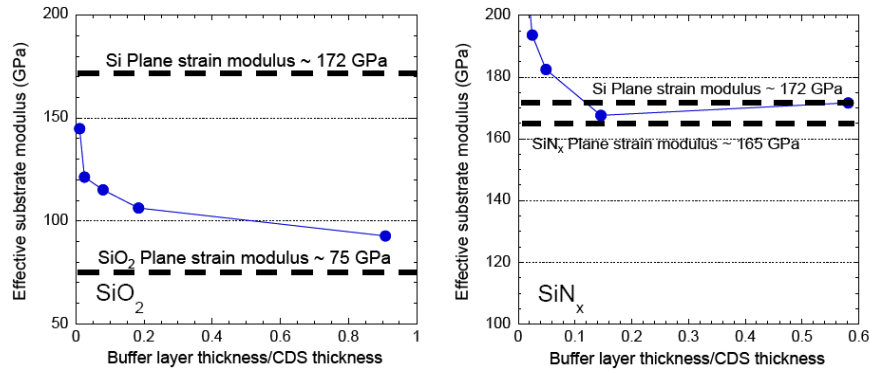 Effective substrate modulus (GPa)
200
150
100
50
Si Plane strain modulus ~ 172 GPa
SiO2 Plane strain modulus ~ 75 GPa
SiO2
0 0.2 0.4 0.6 0.8 1
Buffer layer thickness/CDS thickness
Effective substrate modulus (GPa)
200
180
160
140
120
100
Si Plane strain modulus ~ 172 GPa
SiNx Plane strain modulus ~ 165 GPa
SiNx
0 0.1 0.2 0.3 0.4 0.5 0.6
Buffer layer thickness/CDS thickness